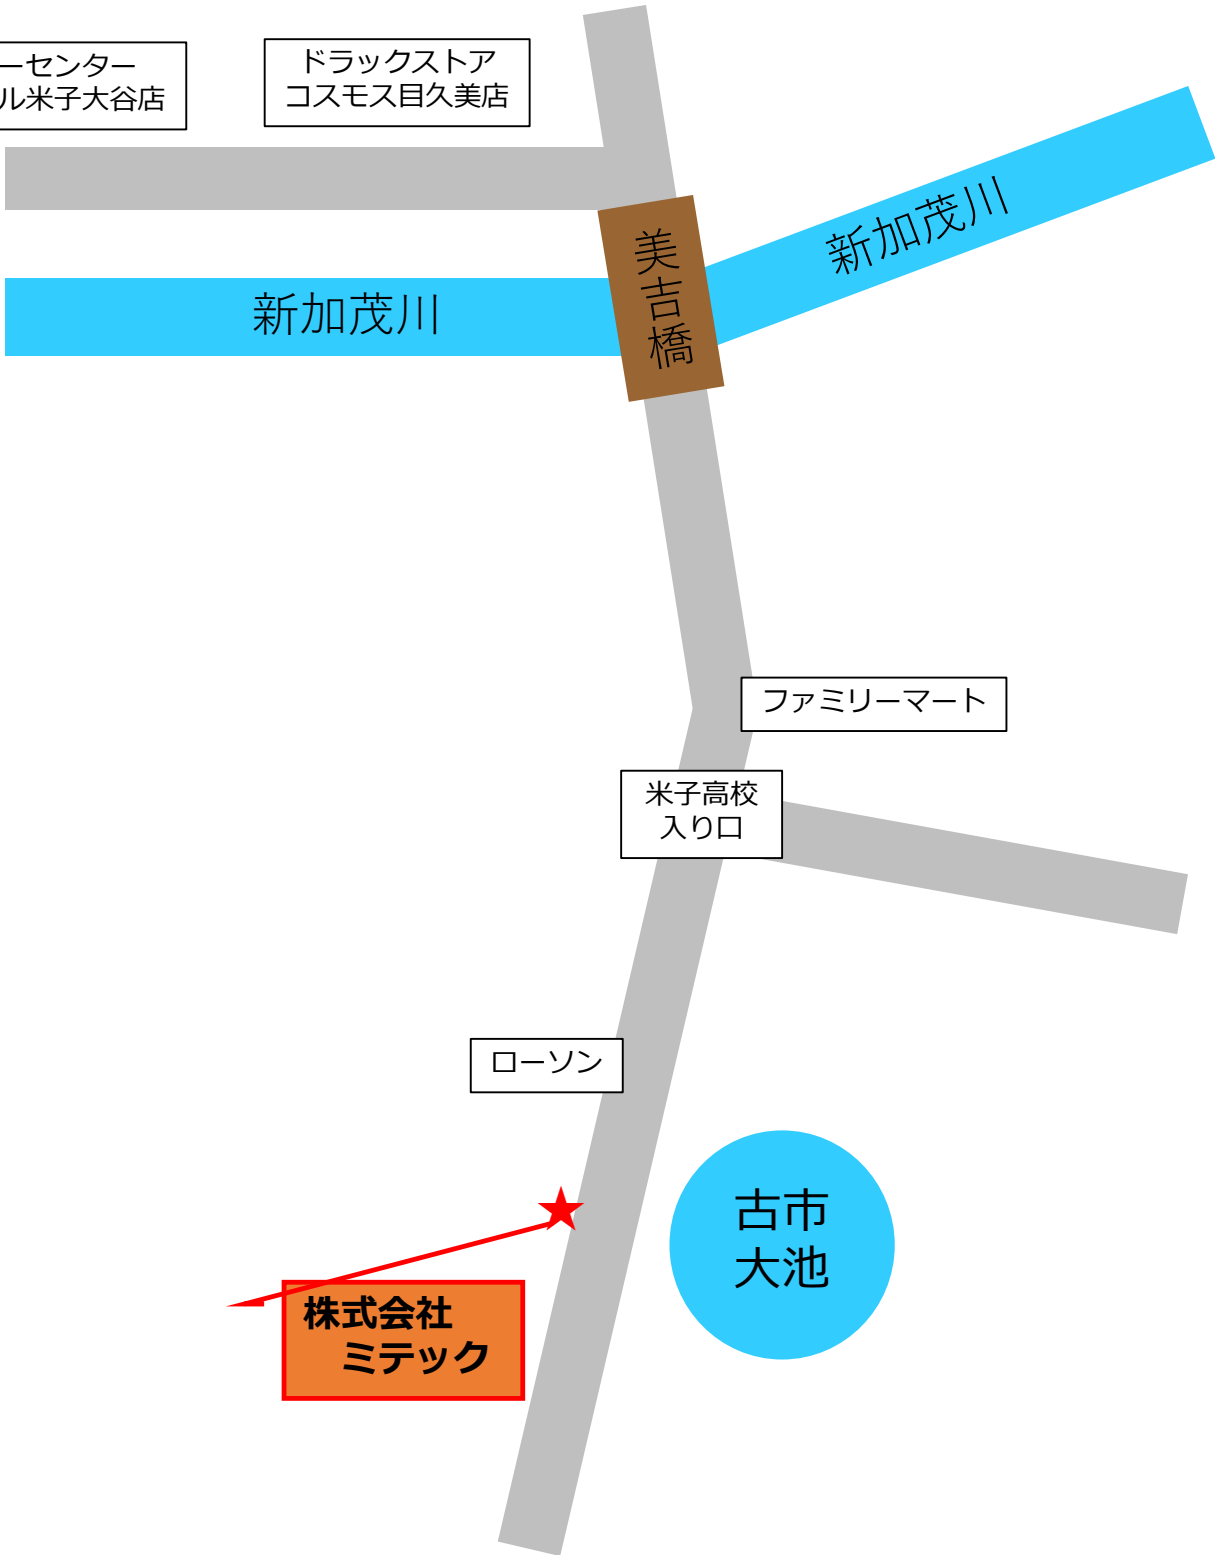 ーセンター
ル米子大谷店
ドラックストア
コスモス目久美店
新加茂川
美吉橋
新加茂川
ファミリーマート
米子高校
入り口
ローソン
古市
大池
株式会社
ミテック